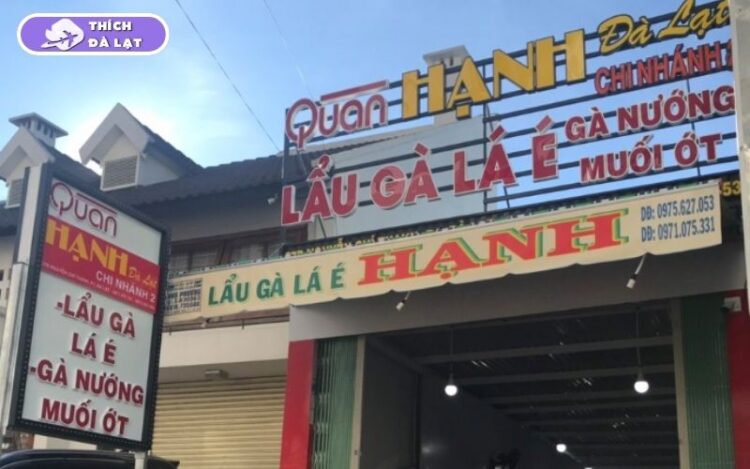 THÍCH
ĐÀ LẠT
Quán HẠNH Đà Lạt
CHI NHÁNH 2
LẨU GÀ LÁ É
GÀ NƯỚNG
MUỐI ỚT
LẨU GÀ LÁ É HẠNH
DĐ: 0975.627.053
DĐ: 0971.075.331
Quán
HẠNH Đà Lạt
CHI NHÁNH 2
-LẨU GÀ
LÁ É
-GÀ NƯỚNG
MUỐI ỚT